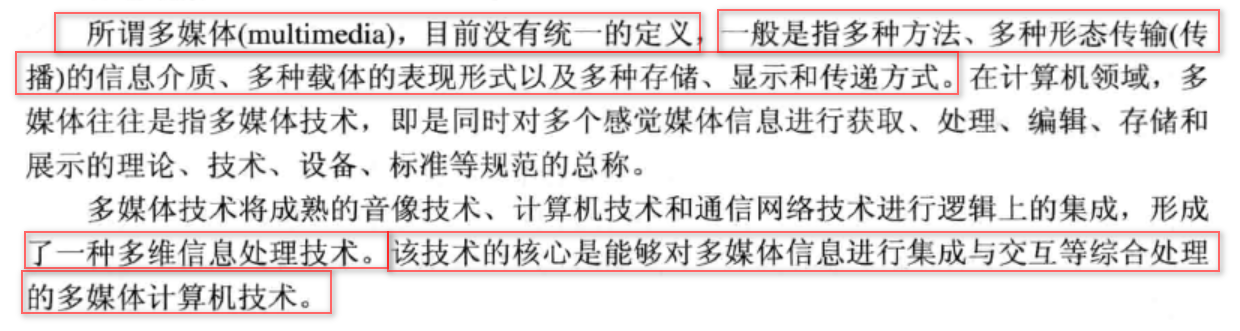 所谓多媒体(multimedia)，目前没有统一的定义，一般是指多种方法、多种形态传输(传
播)的信息介质、多种载体的表现形式以及多种存储、显示和传递方式。在计算机领域，多
媒体往往是指多媒体技术，即是同时对多个感觉媒体信息进行获取、处理、编辑、存储和
展示的理论、技术、设备、标准等规范的总称。
多媒体技术将成熟的音像技术、计算机技术和通信网络技术进行逻辑上的集成，形成
了一种多维信息处理技术。该技术的核心是能够对多媒体信息进行集成与交互等综合处理
的多媒体计算机技术。